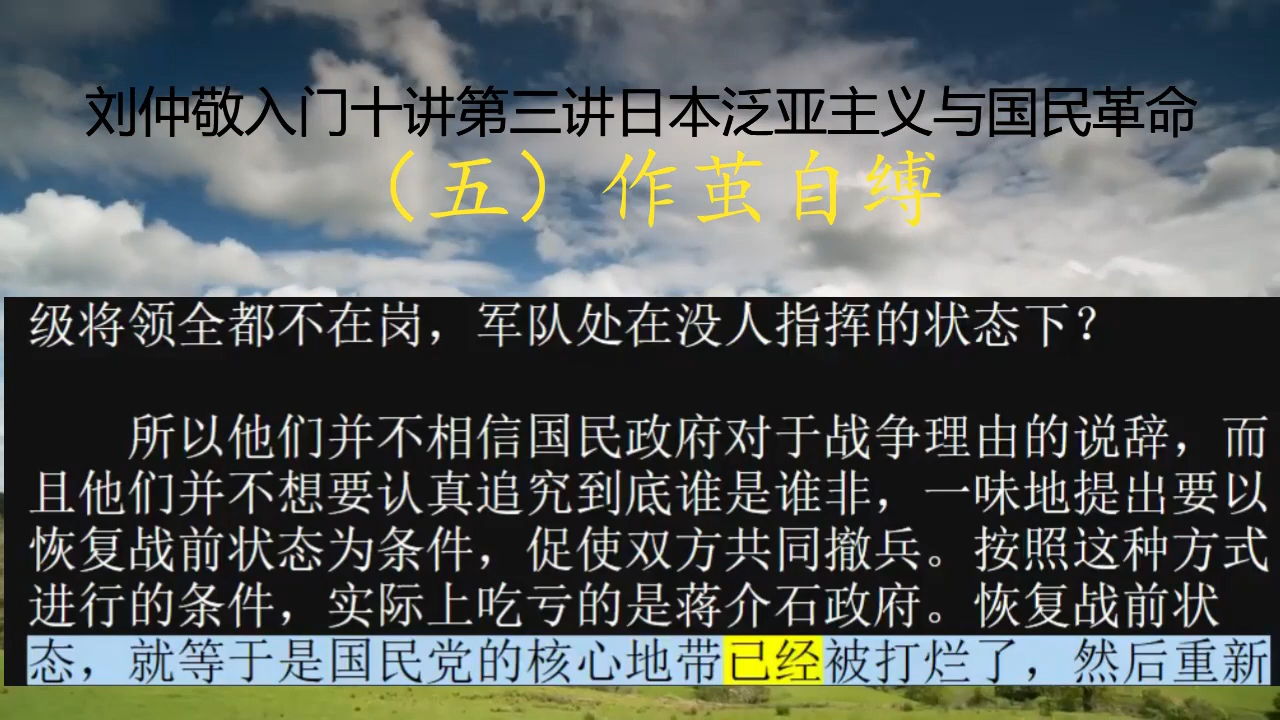 刘仲敬入门十讲第三讲日本泛亚主义与国民革命
（五）作茧自缚
级将领全都不在岗，军队处在没人指挥的状态下？
所以他们并不相信国民政府对于战争理由的说辞，而
且他们并不想要认真追究到底谁是谁非，一味地提出要以
恢复战前状态为条件，促使双方共同撤兵。按照这种方式
进行的条件，实际上吃亏的是蒋介石政府。恢复战前状
态，就等于是国民党的核心地带已经被打烂了，然后重新